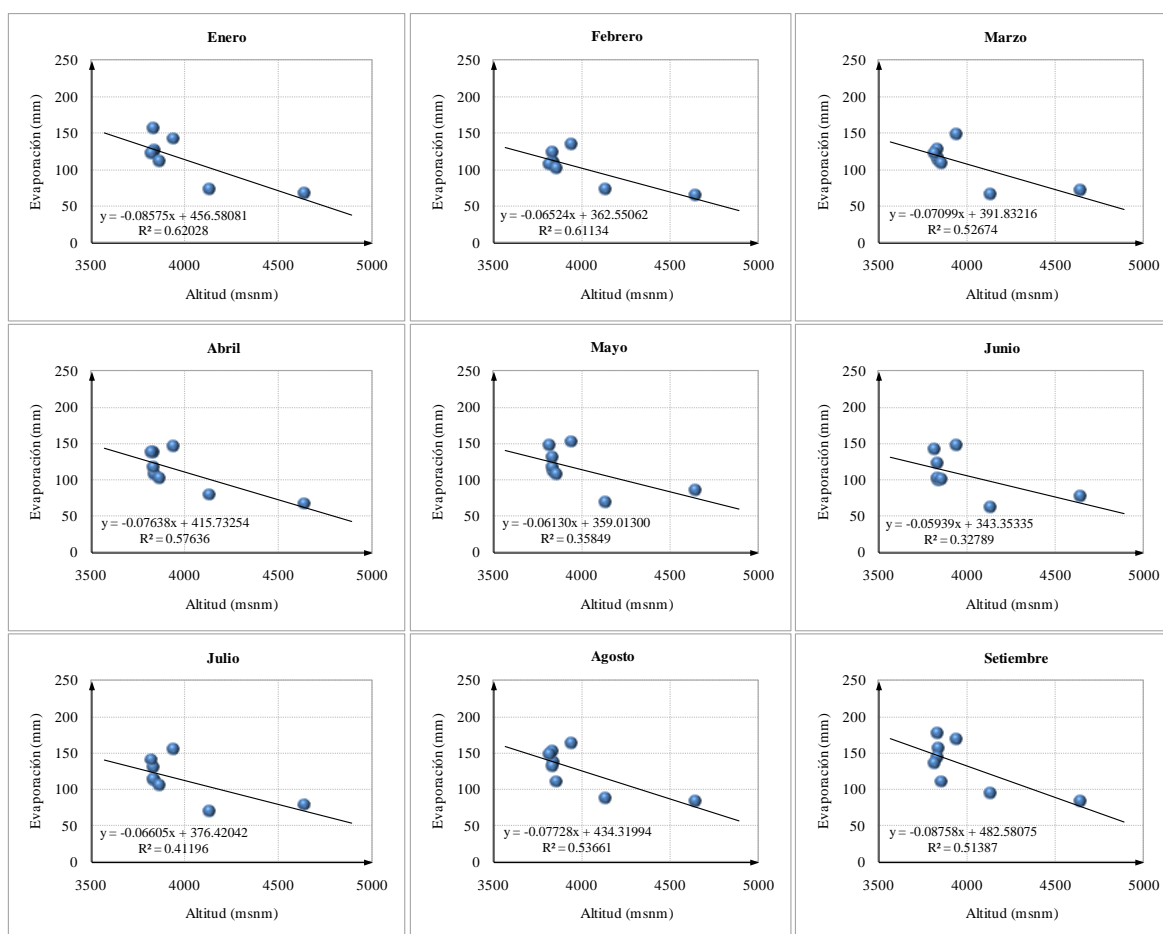 Enero
250
200
150
100
50
0
3500 4000 4500 5000
Evaporación (mm)
Altitud (msnm)
y = -0.08575x + 456.58081
R² = 0.62028
Febrero
250
200
150
100
50
0
3500 4000 4500 5000
Evaporación (mm)
Altitud (msnm)
y = -0.06524x + 362.55062
R² = 0.61134
Marzo
250
200
150
100
50
0
3500 4000 4500 5000
Evaporación (mm)
Altitud (msnm)
y = -0.07099x + 391.83216
R² = 0.52674
Abril
250
200
150
100
50
0
3500 4000 4500 5000
Evaporación (mm)
Altitud (msnm)
y = -0.07638x + 415.73254
R² = 0.57636
Mayo
250
200
150
100
50
0
3500 4000 4500 5000
Evaporación (mm)
Altitud (msnm)
y = -0.06130x + 359.01300
R² = 0.35849
Junio
250
200
150
100
50
0
3500 4000 4500 5000
Evaporación (mm)
Altitud (msnm)
y = -0.05939x + 343.35335
R² = 0.32789
Julio
250
200
150
100
50
0
3500 4000 4500 5000
Evaporación (mm)
Altitud (msnm)
y = -0.06605x + 376.42042
R² = 0.41196
Agosto
250
200
150
100
50
0
3500 4000 4500 5000
Evaporación (mm)
Altitud (msnm)
y = -0.07728x + 434.31994
R² = 0.53661
Setiembre
250
200
150
100
50
0
3500 4000 4500 5000
Evaporación (mm)
Altitud (msnm)
y = -0.08758x + 482.58075
R² = 0.51387